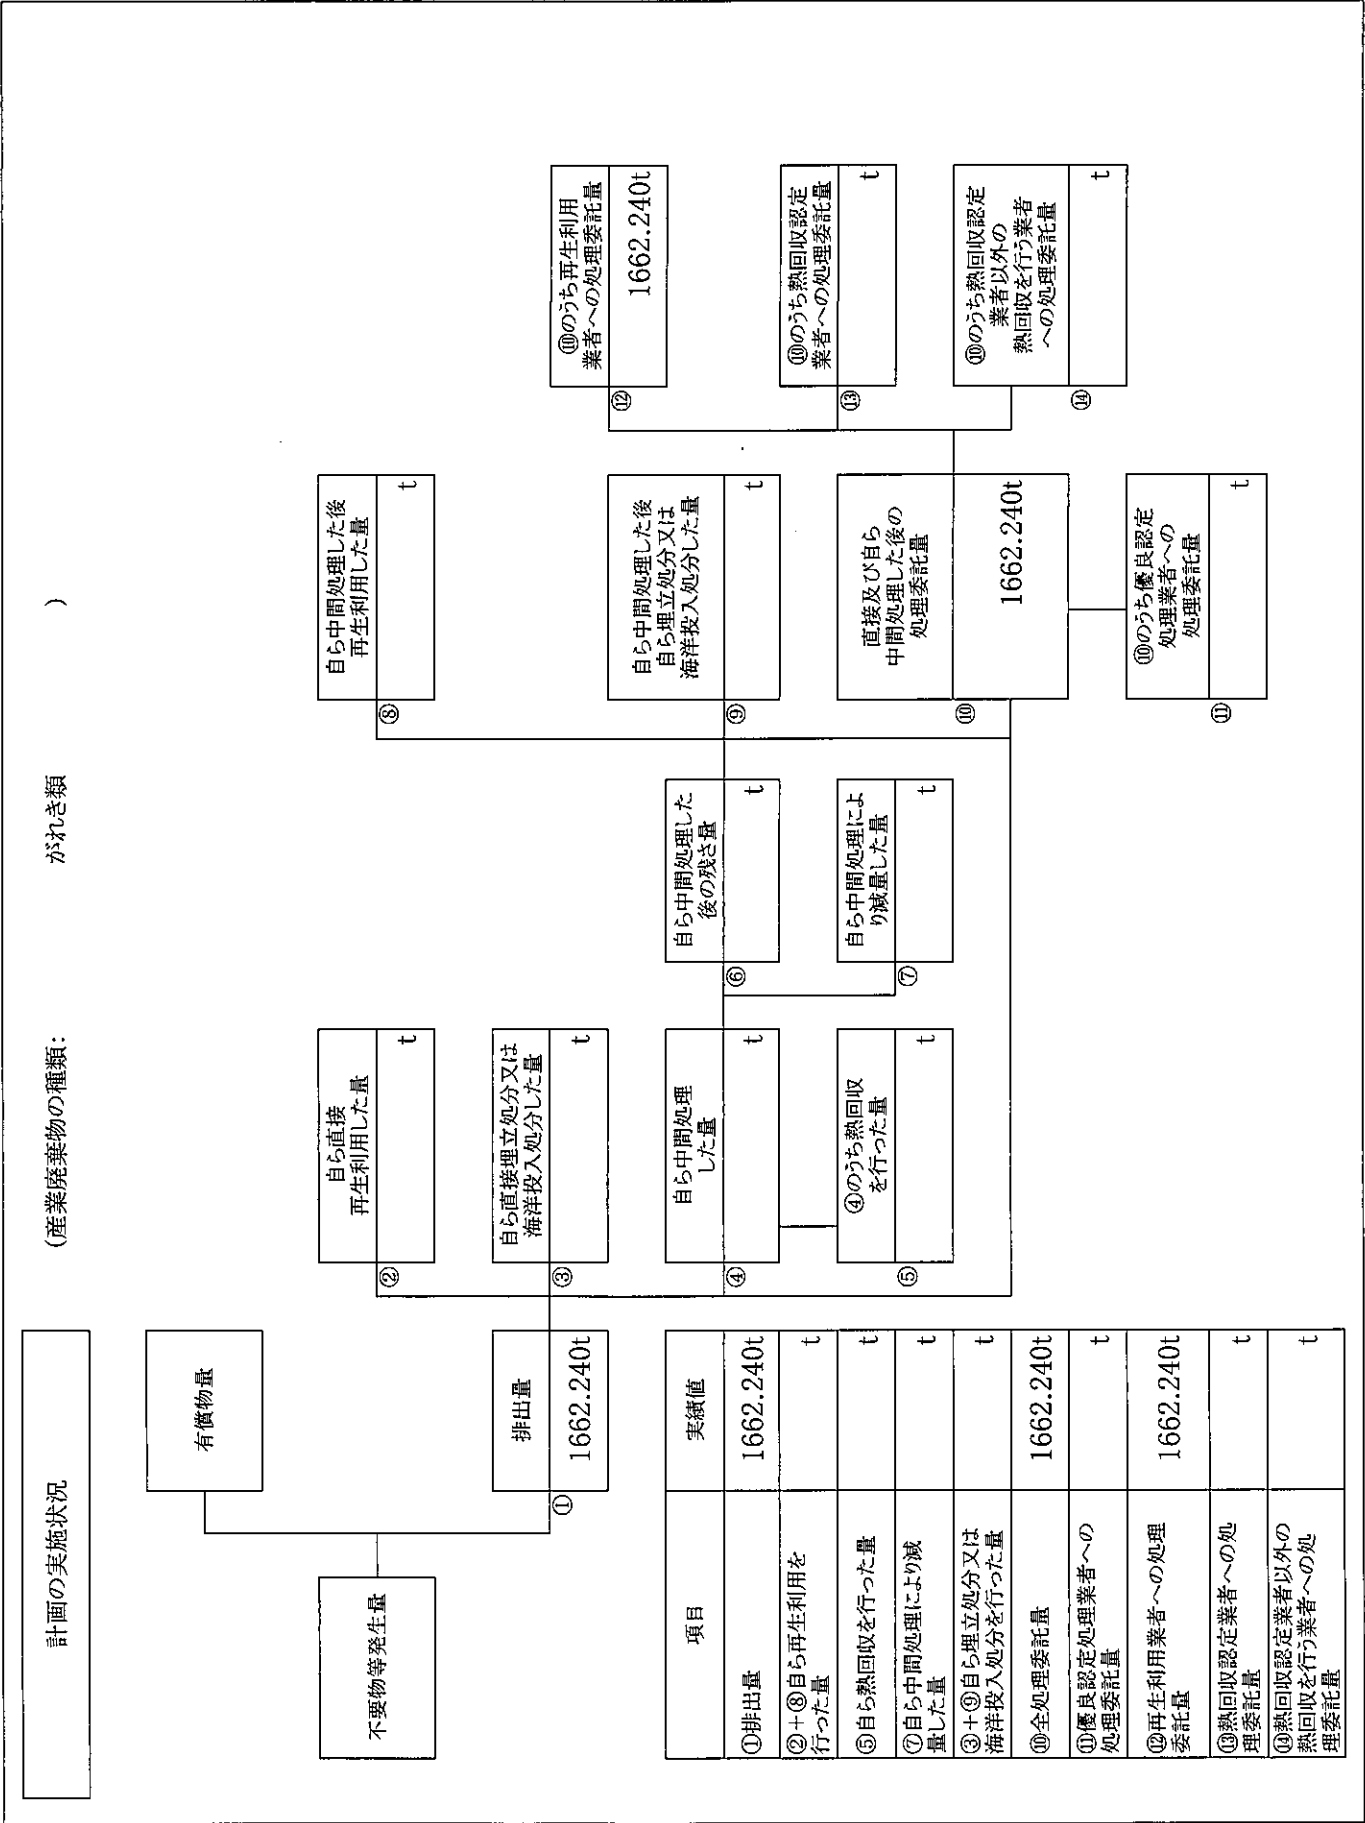 計画の実施状況
(産業廃棄物の種類: がれき類 )
不要物等発生量
有償物量
排出量
① 1662.240t
自ら直接
再生利用した量
② t
自ら直接埋立処分又は
海洋投入処分した量
③ t
自ら中間処理
した量
④ t
④のうち熱回収
を行った量
⑤ t
自ら中間処理した
後の残さ量
⑥ t
自ら中間処理によ
り減量した量
⑦ t
自ら中間処理した後
再生利用した量
⑧ t
自ら中間処理した後
自ら埋立処分又は
海洋投入処分した量
⑨ t
直接及び自ら
中間処理した後の
処理委託量
⑩ 1662.240t
⑩のうち優良認定
処理業者への
処理委託量
⑪ t
⑩のうち再生利用
業者への処理委託量
⑫ 1662.240t
⑩のうち熱回収認定
業者への処理委託量
⑬ t
⑩のうち熱回収認定
業者以外の
熱回収を行う業者
への処理委託量
⑭ t
項目 実績値
①排出量 1662.240t
②+⑧自ら再生利用を
行った量 t
⑤自ら熱回収を行った量 t
⑦自ら中間処理により減
量した量 t
③+⑨自ら埋立処分又は
海洋投入処分を行った量 t
⑩全処理委託量 1662.240t
⑪優良認定処理業者への
処理委託量 t
⑫再生利用業者への処理
委託量 1662.240t
⑬熱回収認定業者への処
理委託量 t
⑭熱回収認定業者以外の
熱回収を行う業者への処
理委託量 t